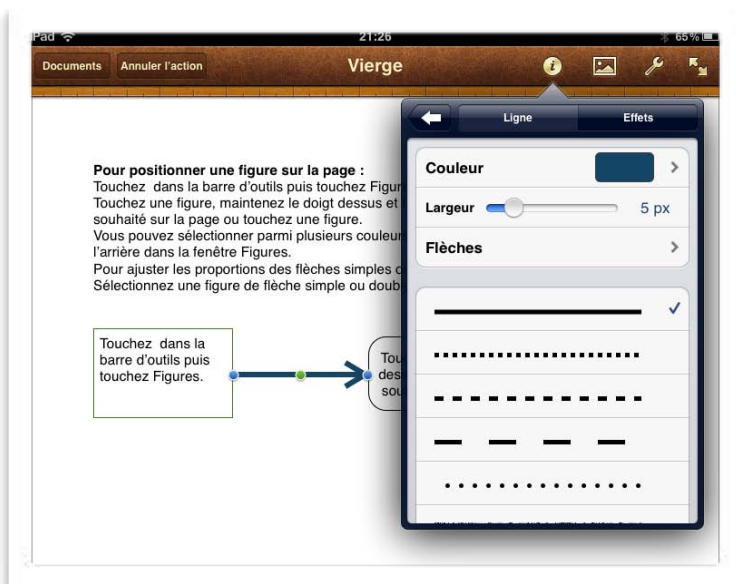 iPad 21:26 65%
Documents Annuler l'action Vierge
Ligne Effets
Couleur
Largeur 5 px
Flèches
Pour positionner une figure sur la page :
Touchez dans la barre d'outils puis touchez Figur
Touchez une figure, maintenez le doigt dessus et
souhaité sur la page ou touchez une figure.
Vous pouvez sélectionner parmi plusieurs couleur
l'arrière dans la fenêtre Figures.
Pour ajuster les proportions des flèches simples
Sélectionnez une figure de flèche simple ou doub
Touchez dans la
barre d'outils puis
touchez Figures.
Tou
des
sou